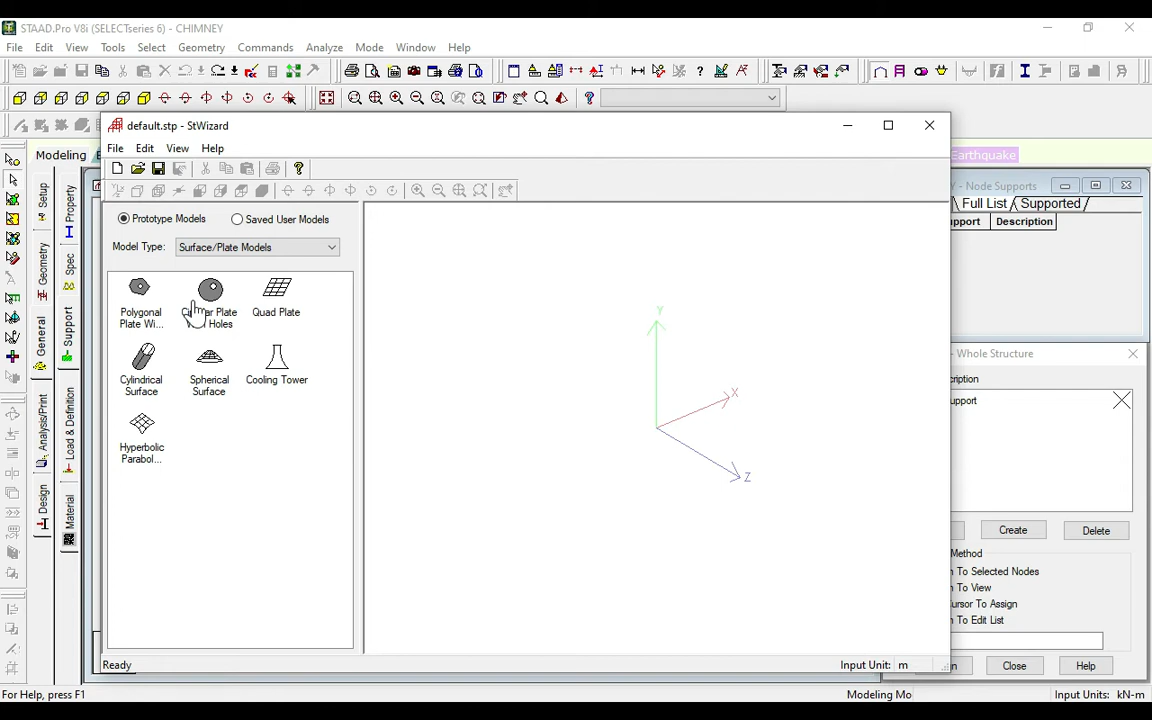 STAAD.Pro V8i (SELECTseries 6) - CHIMNEY
File Edit View Tools Select Geometry Commands Analyze Mode Window Help
default.stp - StWizard
File Edit View Help
Modeling
Earthquake
Y - Node Supports
Full List Supported
pport Description
Prototype Models Saved User Models
Model Type: Surface/Plate Models
Polygonal
Plate Wi...
Plate
Holes
Quad Plate
Cylindrical
Surface
Spherical
Surface
Cooling Tower
Hyperbolic
Parabol...
Y
X
Z
Setup
Geometry
General
Analysis/Print
Design
Property
Spec
Support
Load & Definition
Material
- Whole Structure
cription
upport
Create Delete
Method
n To Selected Nodes
n To View
ursor To Assign
n To Edit List
n Close Help
Ready Input Unit: m
For Help, press F1 Modeling Mo Input Units: kN-m